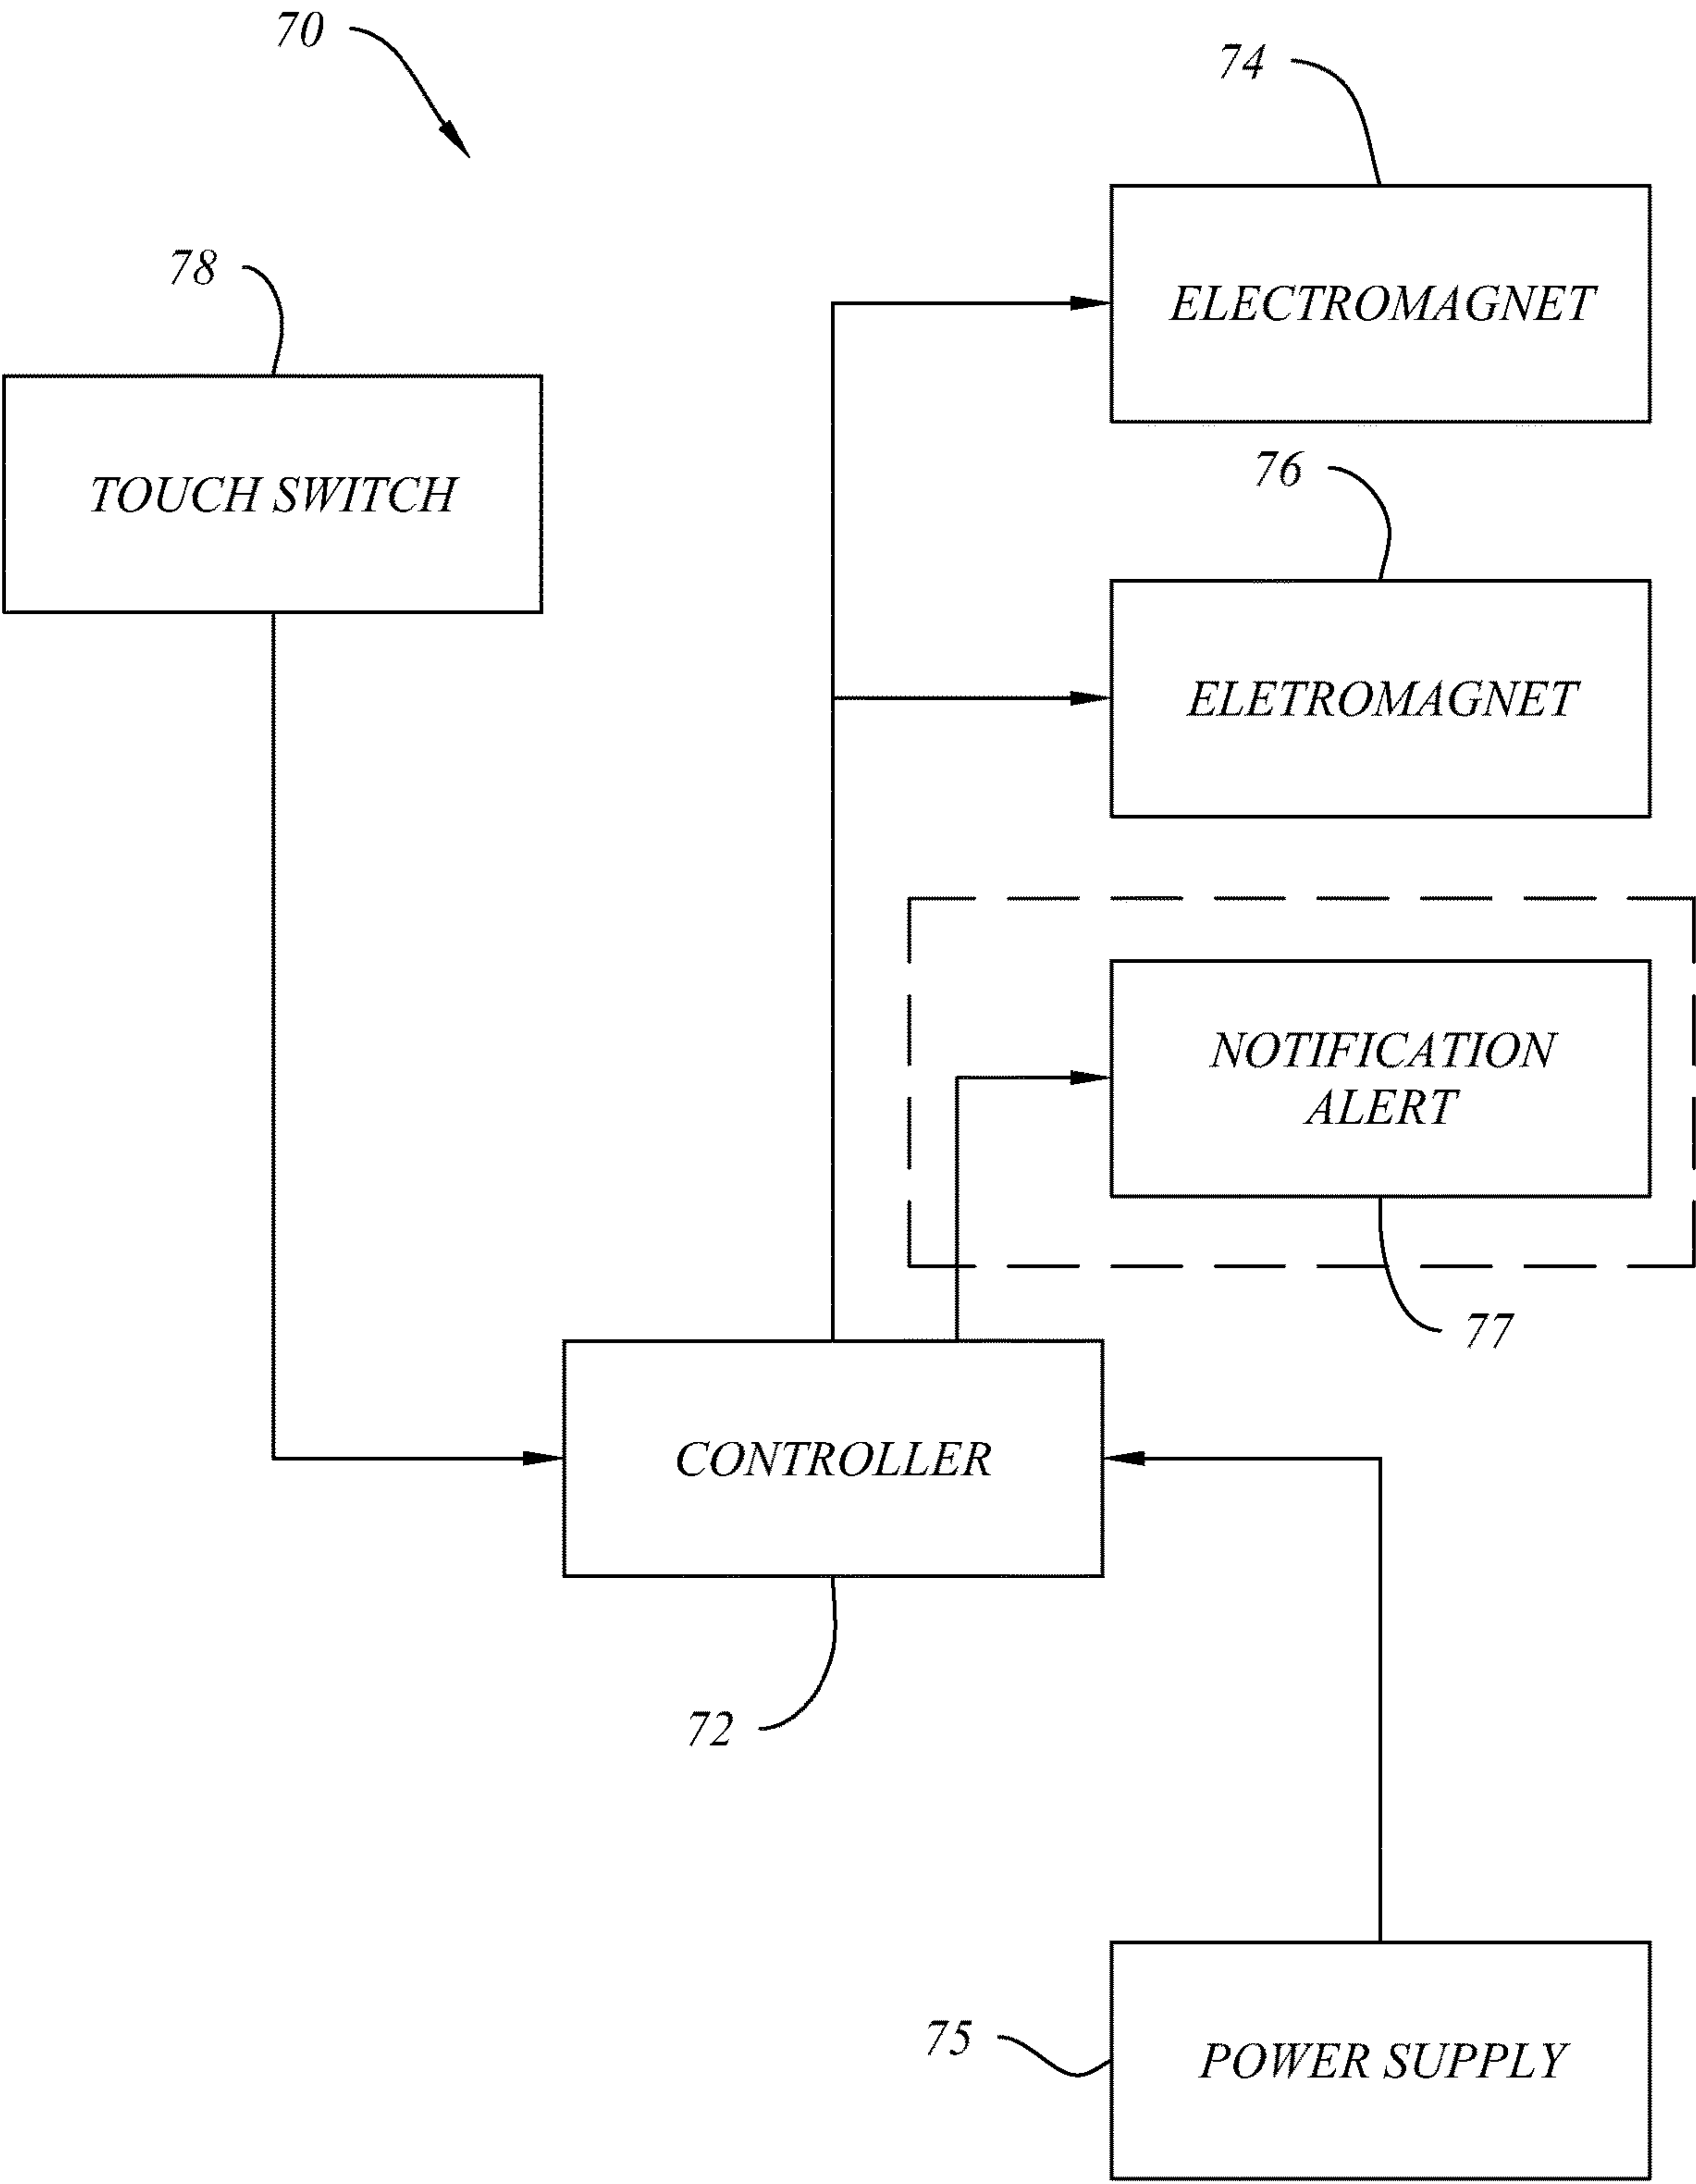 70
74
ELECTROMAGNET
78
TOUCH SWITCH
76
ELETROMAGNET
NOTIFICATION
ALERT
77
CONTROLLER
72
75
POWER SUPPLY